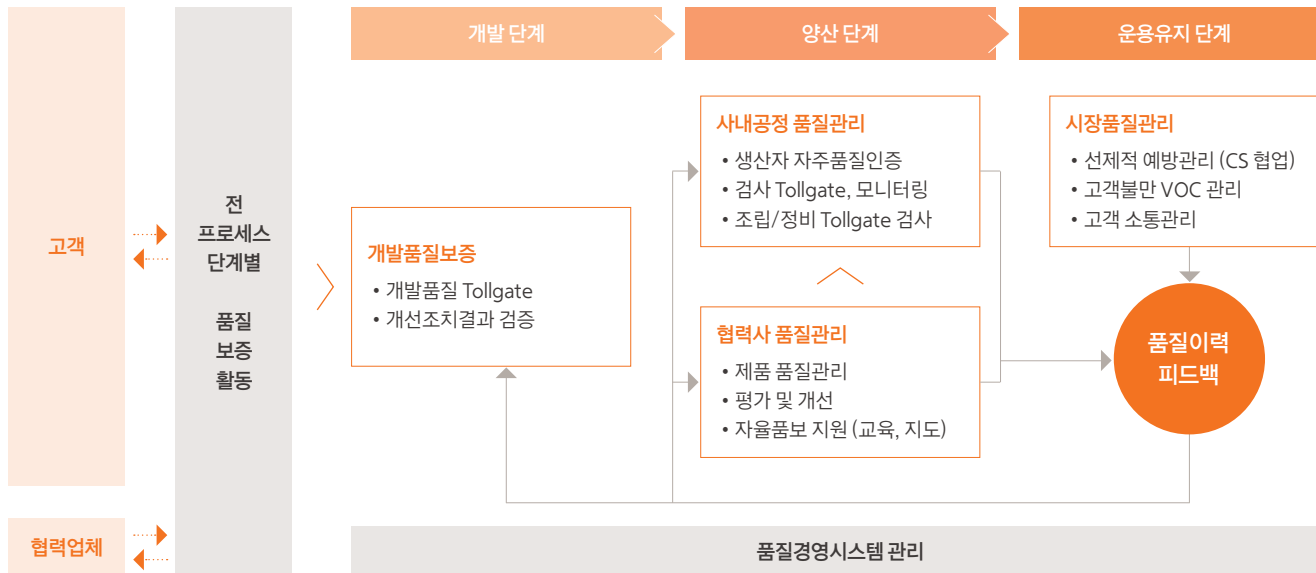 개발 단계
양산 단계
운용유지 단계
고객
협력업체
전
프로세스
단계별
품질
보증
활동
개발품질보증
• 개발품질 Tollgate
• 개선조치결과 검증
사내공정 품질관리
• 생산자 자주품질인증
• 검사 Tollgate, 모니터링
• 조립/정비 Tollgate 검사
협력사 품질관리
• 제품 품질관리
• 평가 및 개선
• 자율품보 지원 (교육, 지도)
시장품질관리
• 선제적 예방관리 (CS 협업)
• 고객불만 VOC 관리
• 고객 소통관리
품질이력
피드백
품질경영시스템 관리